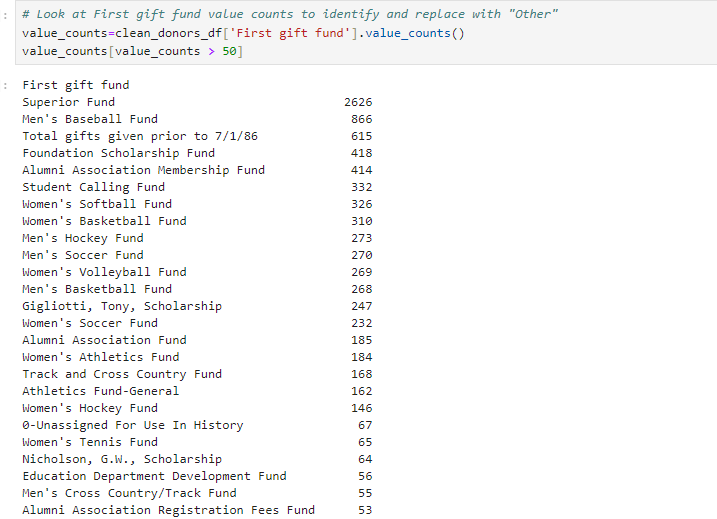 : # Look at First gift fund value counts to identify and replace with "Other"
value_counts=clean_donors_df['First gift fund'].value_counts()
value_counts[value_counts > 50]
: First gift fund
Superior Fund 2626
Men's Baseball Fund 866
Total gifts given prior to 7/1/86 615
Foundation Scholarship Fund 418
Alumni Association Membership Fund 414
Student Calling Fund 332
Women's Softball Fund 326
Women's Basketball Fund 310
Men's Hockey Fund 273
Men's Soccer Fund 270
Women's Volleyball Fund 269
Men's Basketball Fund 268
Gigliotti, Tony, Scholarship 247
Women's Soccer Fund 232
Alumni Association Fund 185
Women's Athletics Fund 184
Track and Cross Country Fund 168
Athletics Fund-General 162
Women's Hockey Fund 146
0-Unassigned For Use In History 67
Women's Tennis Fund 65
Nicholson, G.W., Scholarship 64
Education Department Development Fund 56
Men's Cross Country/Track Fund 55
Alumni Association Registration Fees Fund 53